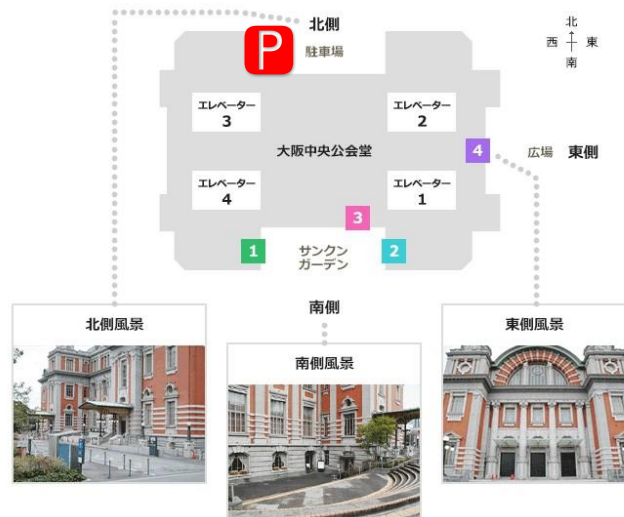 北側
P
駐車場
北
西 東
南
エレベーター
3
エレベーター
2
大阪中央公会堂
4
広場 東側
エレベーター
4
エレベーター
1
3
1
サンクン
ガーデン
2
南側
北側風景
南側風景
東側風景